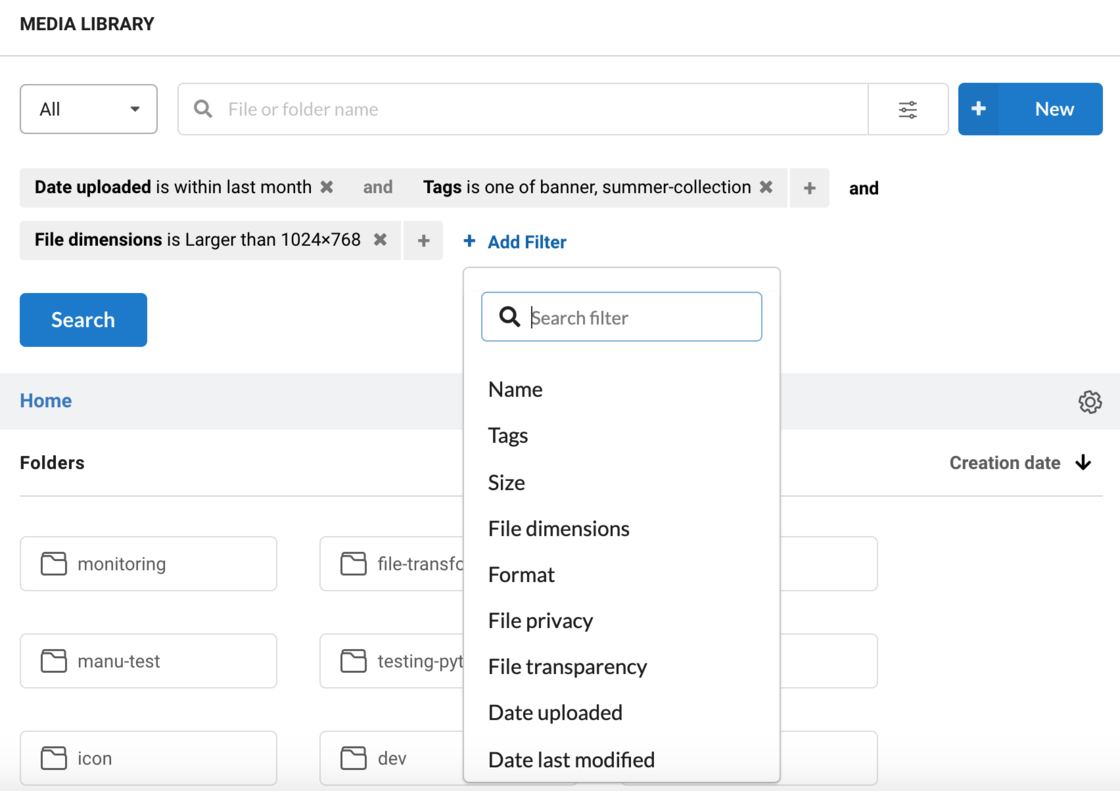 MEDIA LIBRARY
All
File or folder name
+ New
Date uploaded is within last month ✖ and Tags is one of banner, summer-collection ✖ + and
File dimensions is Larger than 1024×768 ✖ + + Add Filter
Search filter
Search
Name
Home
Tags
Folders
Creation date
Size
File dimensions
monitoring
file-transfo
Format
File privacy
manu-test
testing-pyt
File transparency
Date uploaded
icon
dev
Date last modified